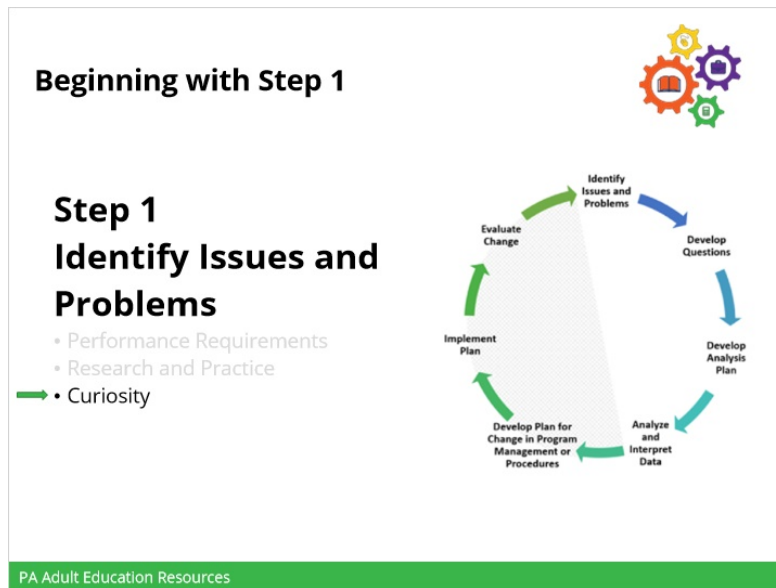 Beginning with Step 1
Step 1
Identify Issues and
Problems
• Performance Requirements
• Research and Practice
• Curiosity
Identify
Issues and
Problems
Develop
Questions
Develop
Analysis
Plan
Analyze
and
Interpret
Data
Develop Plan for
Change in Program
Management or
Procedures
Implement
Plan
Evaluate
Change
PA Adult Education Resources